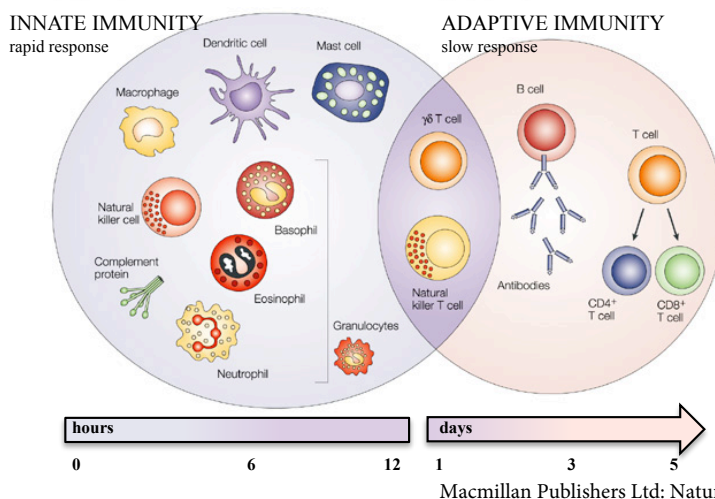 INNATE IMMUNITY
rapid response
ADAPTIVE IMMUNITY
slow response
Dendritic cell
Mast cell
Macrophage
Natural
killer cell
Basophil
Complement
protein
Eosinophil
Granulocytes
Neutrophil
γδ T cell
Natural
killer T cell
B cell
T cell
Antibodies
CD4+
T cell
CD8+
T cell
hours
days
0 6 12 1 3 5
Macmillan Publishers Ltd: